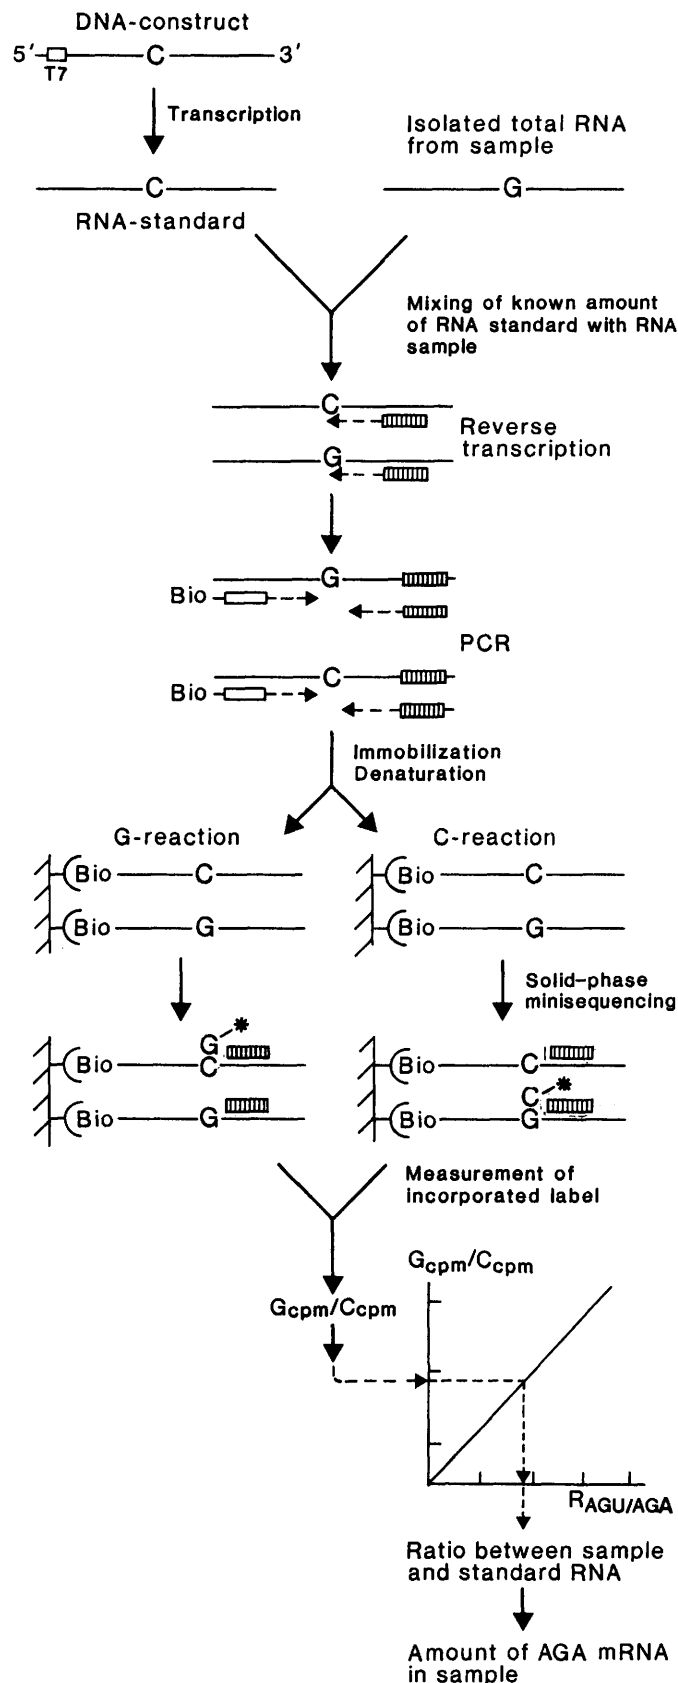 DNA-construct
5′ C 3′
T7
Transcription
Isolated total RNA
from sample
C
G
RNA-standard
Mixing of known amount
of RNA standard with RNA
sample
C
Reverse
transcription
G
G
Bio
PCR
C
Bio
Immobilization
Denaturation
G-reaction
C-reaction
Bio C
Bio C
Bio G
Bio G
Solid-phase
minisequencing
G *
Bio C
Bio C
C *
Bio G
Bio G
Measurement of
incorporated label
Gcpm/Ccpm
Gcpm/Ccpm
RAGU/AGA
Ratio between sample
and standard RNA
Amount of AGA mRNA
in sample